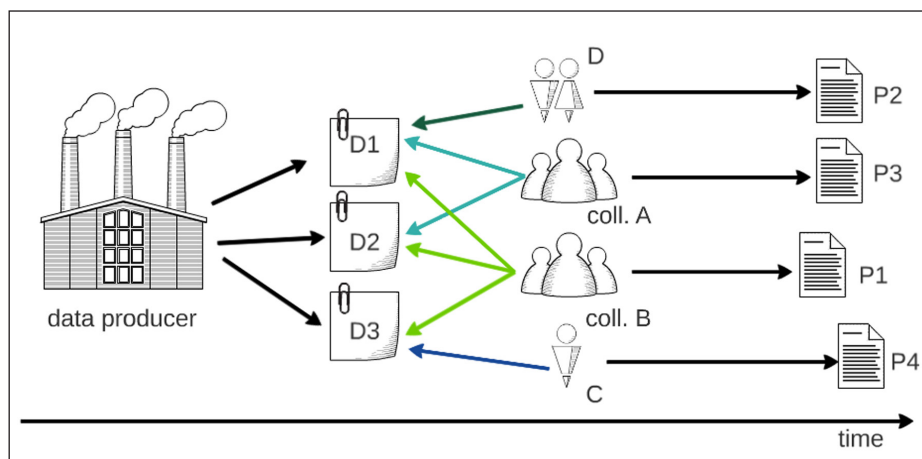 D
P2
D1
P3
coll. A
D2
P1
data producer
coll. B
D3
P4
C
time